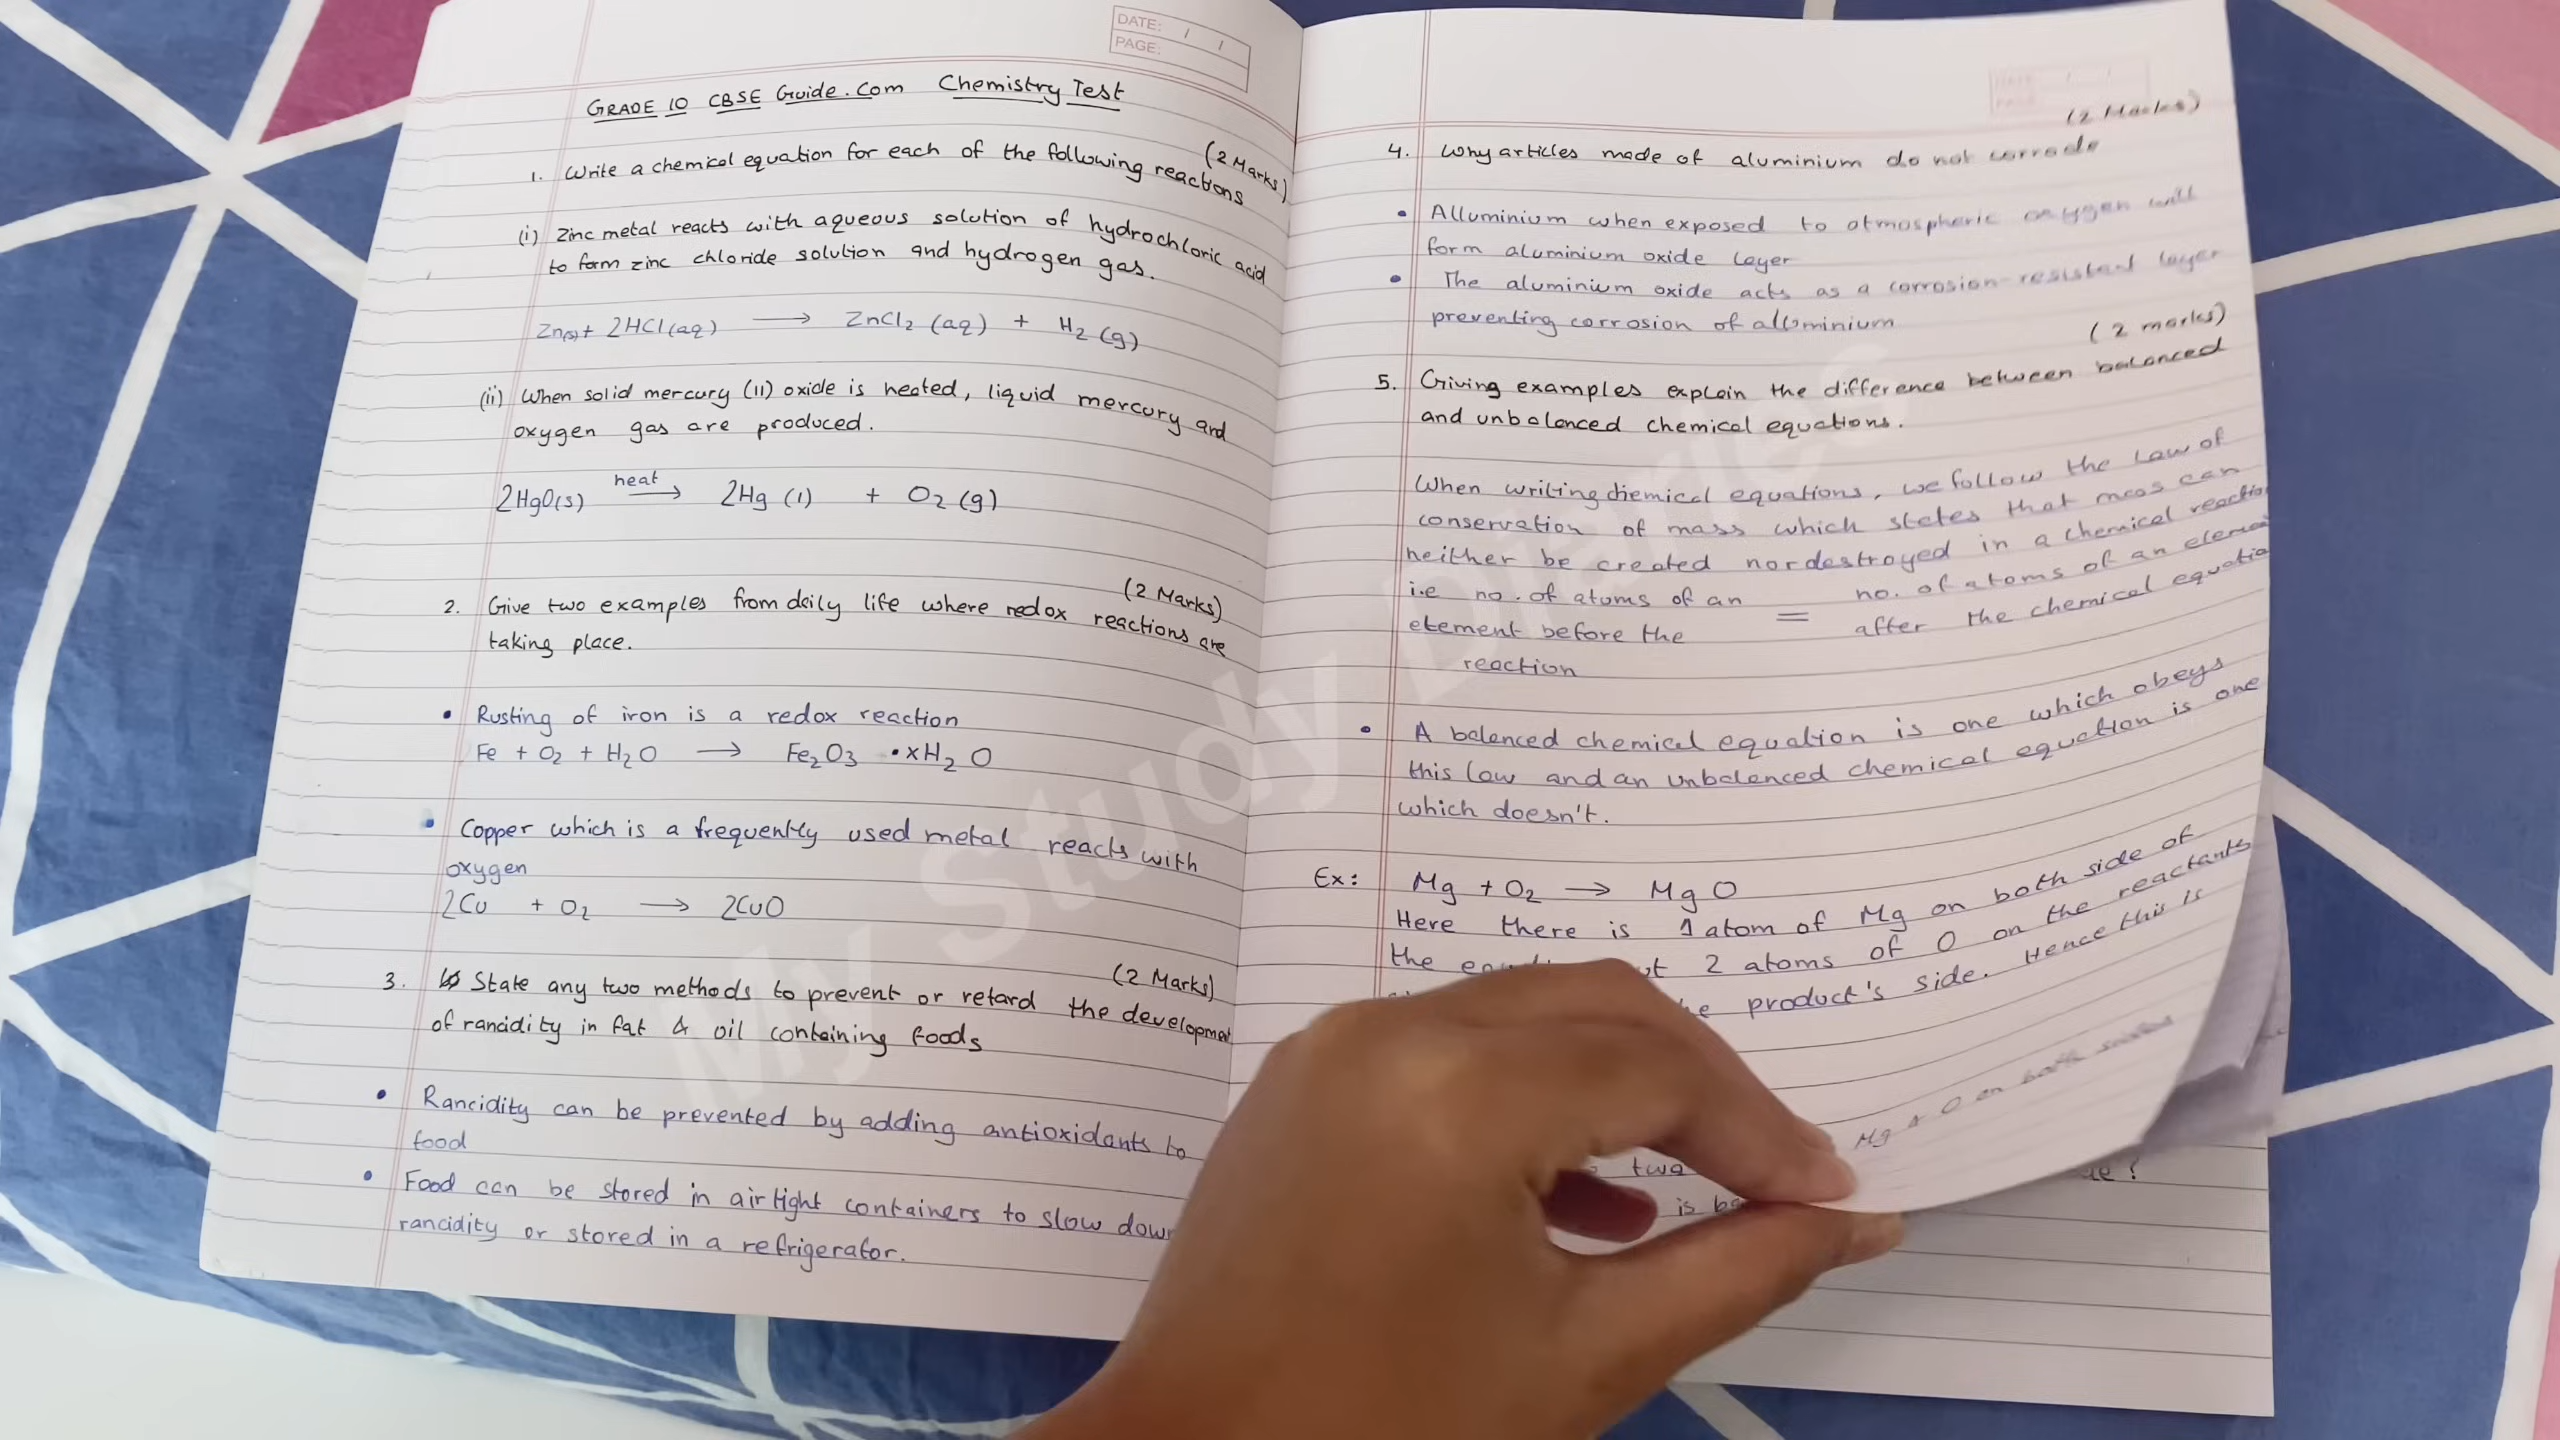 DATE: / /
PAGE:
GRADE 10 CBSE Guide.Com Chemistry Test
(2 Marks)
1. Write a chemical equation for each of the following reactions
(i) Zinc metal reacts with aqueous solution of hydrochloric acid
to form zinc chloride solution and hydrogen gas.
Zn(s) + 2HCl(aq) → ZnCl2 (aq) + H2 (g)
(ii) When solid mercury (II) oxide is heated, liquid mercury and
oxygen gas are produced.
2HgO(s) heat → 2Hg (l) + O2 (g)
(2 Marks)
2. Give two examples from daily life where redox reactions are
taking place.
• Rusting of iron is a redox reaction
Fe + O2 + H2O → Fe2O3 •xH2O
• Copper which is a frequently used metal reacts with
oxygen
2Cu + O2 → 2CuO
(2 Marks)
3. State any two methods to prevent or retard the development
of rancidity in fat & oil containing foods
• Rancidity can be prevented by adding antioxidants to
food
• Food can be stored in airtight containers to slow down
rancidity or stored in a refrigerator.
(2 Marks)
4. Why articles made of aluminium do not corrode
• Alluminium when exposed to atmospheric oxygen will
form aluminium oxide layer
• The aluminium oxide acts as a corrosion-resistant layer
preventing corrosion of alluminium
(2 marks)
5. Giving examples explain the difference between balanced
and unbalanced chemical equations.
When writing chemical equations, we follow the law of
conservation of mass which states that mass can
neither be created nor destroyed in a chemical reaction
i.e no. of atoms of an = no. of atoms of an element
element before the after the chemical equation
reaction
• A balanced chemical equation is one which obeys
this law and an unbalanced chemical equation is one
which doesn't.
Ex: Mg + O2 → MgO
Here there is 1 atom of Mg on both side of
the 2 atoms of O on the reactants
product's side. Hence this is
Mg & O on both
two
is
My Study Diaries